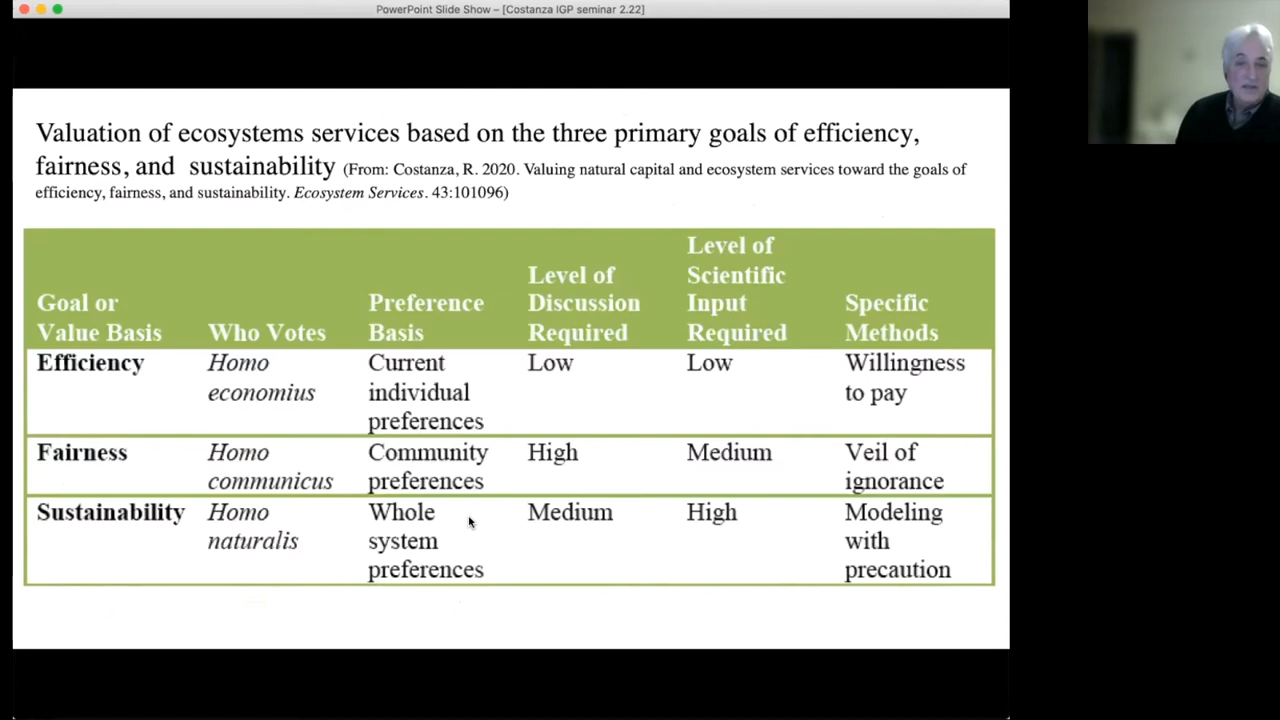 PowerPoint Slide Show – [Costanza IGP seminar 2.22]
Valuation of ecosystems services based on the three primary goals of efficiency,
fairness, and sustainability (From: Costanza, R. 2020. Valuing natural capital and ecosystem services toward the goals of
efficiency, fairness, and sustainability. Ecosystem Services. 43:101096)
Goal or
Value Basis
Who Votes
Preference
Basis
Level of
Discussion
Required
Level of
Scientific
Input
Required
Specific
Methods
Efficiency
Homo
economius
Current
individual
preferences
Low
Low
Willingness
to pay
Fairness
Homo
communicus
Community
preferences
High
Medium
Veil of
ignorance
Sustainability
Homo
naturalis
Whole
system
preferences
Medium
High
Modeling
with
precaution